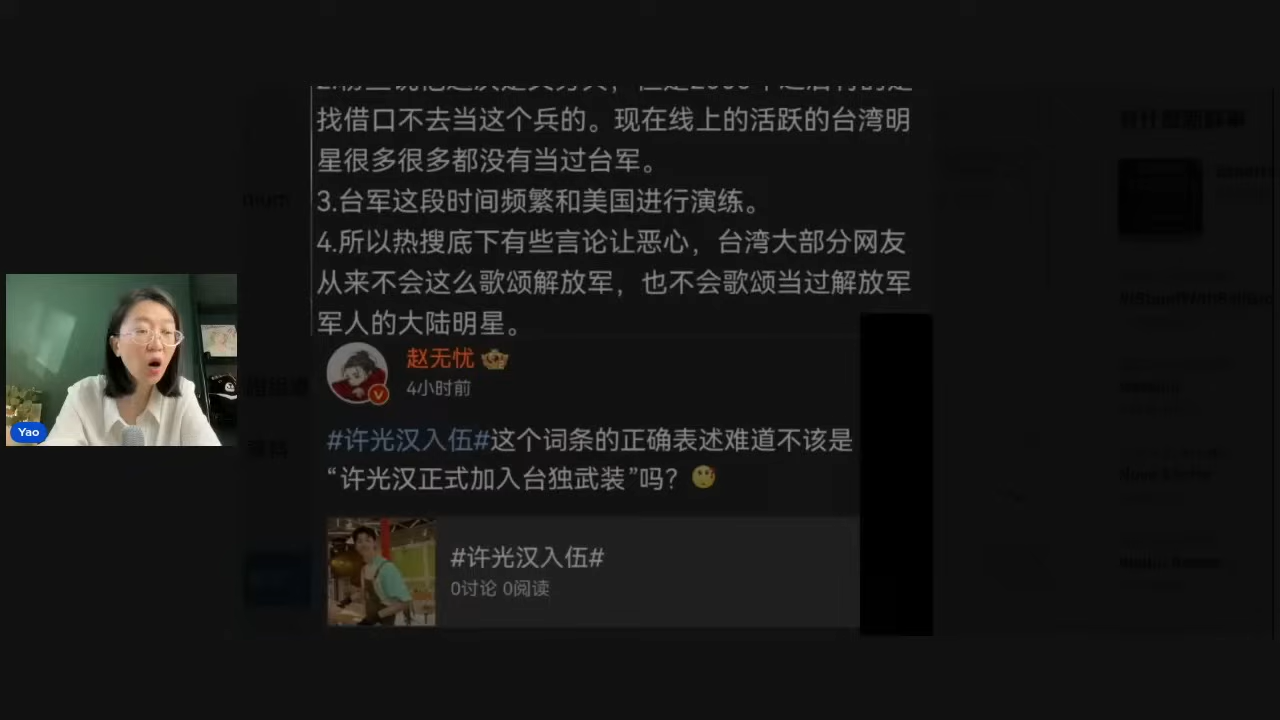 找借口不去当这个兵的。现在线上的活跃的台湾明
星很多很多都没有当过台军。
3.台军这段时间频繁和美国进行演练。
4.所以热搜底下有些言论让恶心，台湾大部分网友
从来不会这么歌颂解放军，也不会歌颂当过解放军
军人的大陆明星。
赵无忧
4小时前
#许光汉入伍#这个词条的正确表述难道不该是
“许光汉正式加入台独武装”吗？
#许光汉入伍#
0讨论 0阅读
Yao